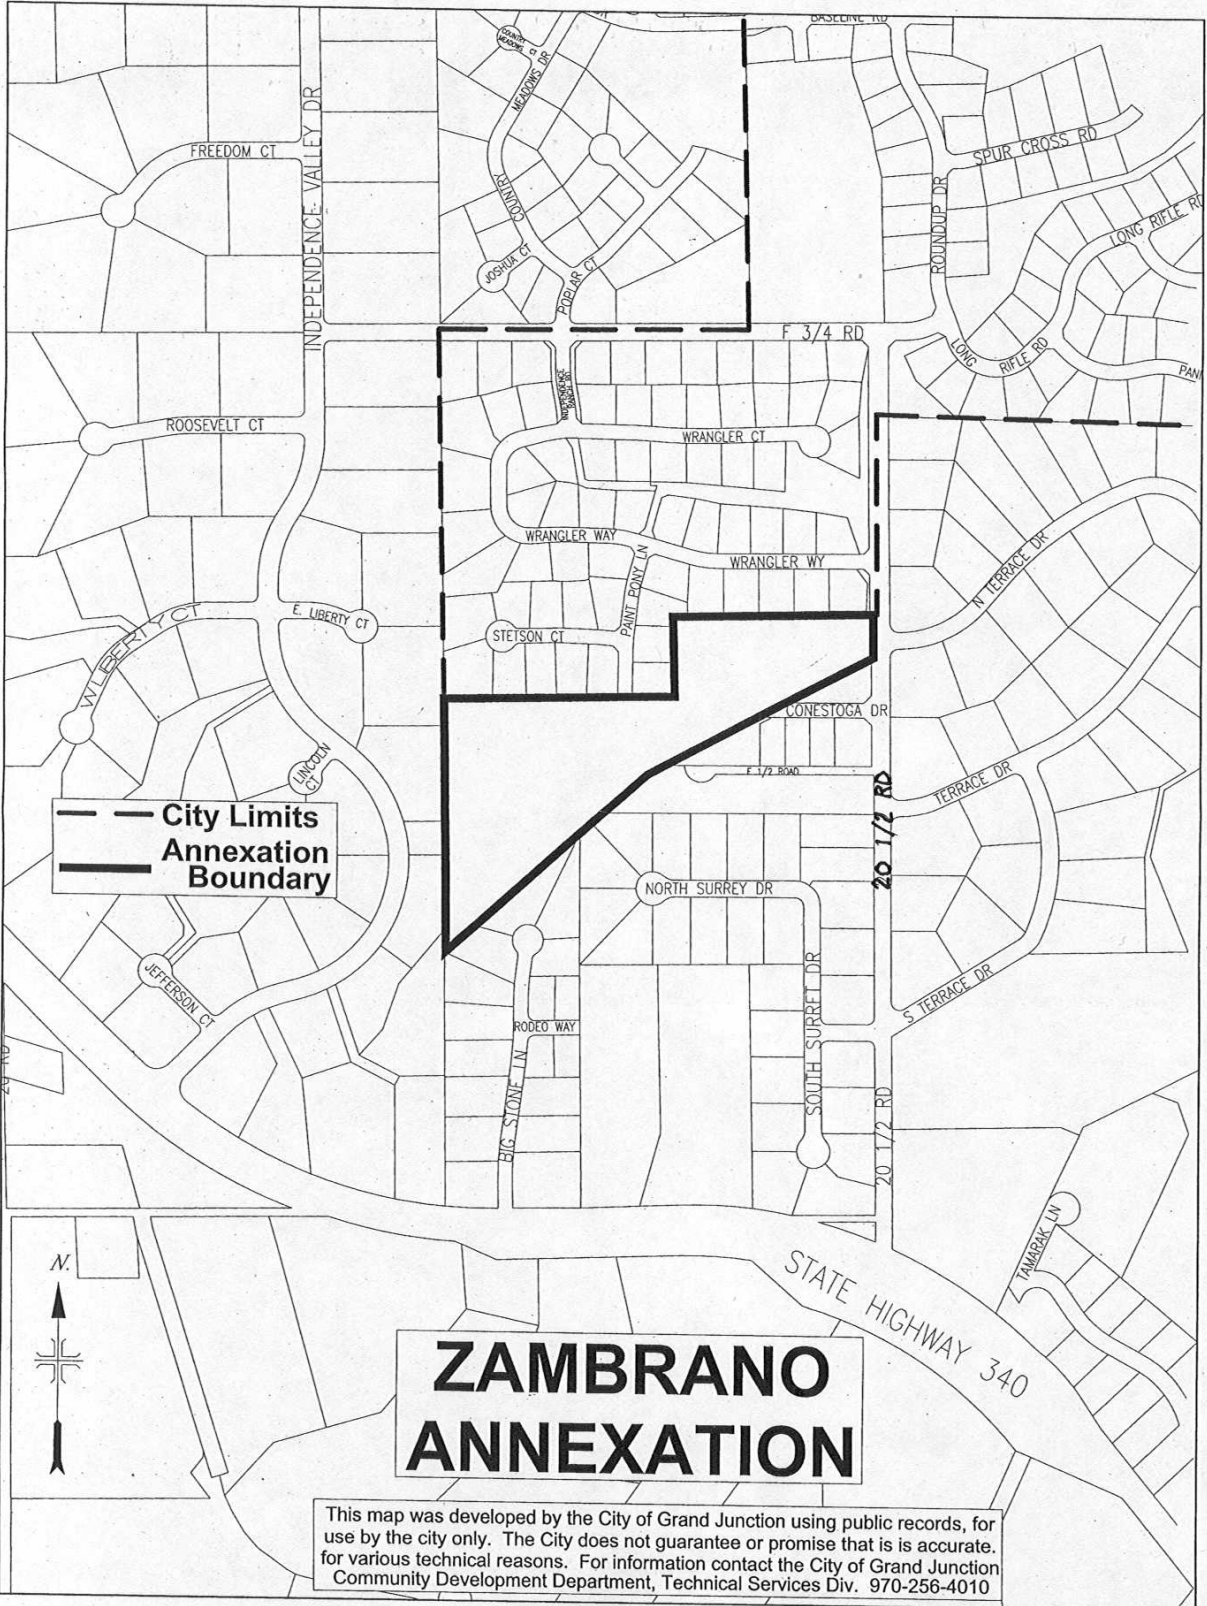 BASELINE RD
COUNTRY
MEADOWS CT
MEADOWS DR
COUNTRY
FREEDOM CT
INDEPENDENCE VALLEY DR
SPUR CROSS RD
LONG RIFLE RD
ROUNDUP DR
JOSHUA CT
POPLAR CT
F 3/4 RD
LONG
RIFLE RD
PAN
INDEPENDENCE
RANCH RD
ROOSEVELT CT
WRANGLER CT
WRANGLER WAY
WRANGLER WY
PAINT PONY LN
N TERRACE DR
W LIBERTY CT
E. LIBERTY CT
STETSON CT
CONESTOGA DR
LINCOLN
CT
F 1/2 ROAD
20 1/2 RD
TERRACE DR
City Limits
Annexation
Boundary
NORTH SURREY DR
JEFFERSON CT
S TERRACE DR
RODEO WAY
SOUTH SURRET DR
BIG STONE LN
20 1/2 RD
TAMARAK LN
N.
STATE HIGHWAY 340
ZAMBRANO
ANNEXATION
This map was developed by the City of Grand Junction using public records, for
use by the city only. The City does not guarantee or promise that is is accurate.
for various technical reasons. For information contact the City of Grand Junction
Community Development Department, Technical Services Div. 970-256-4010